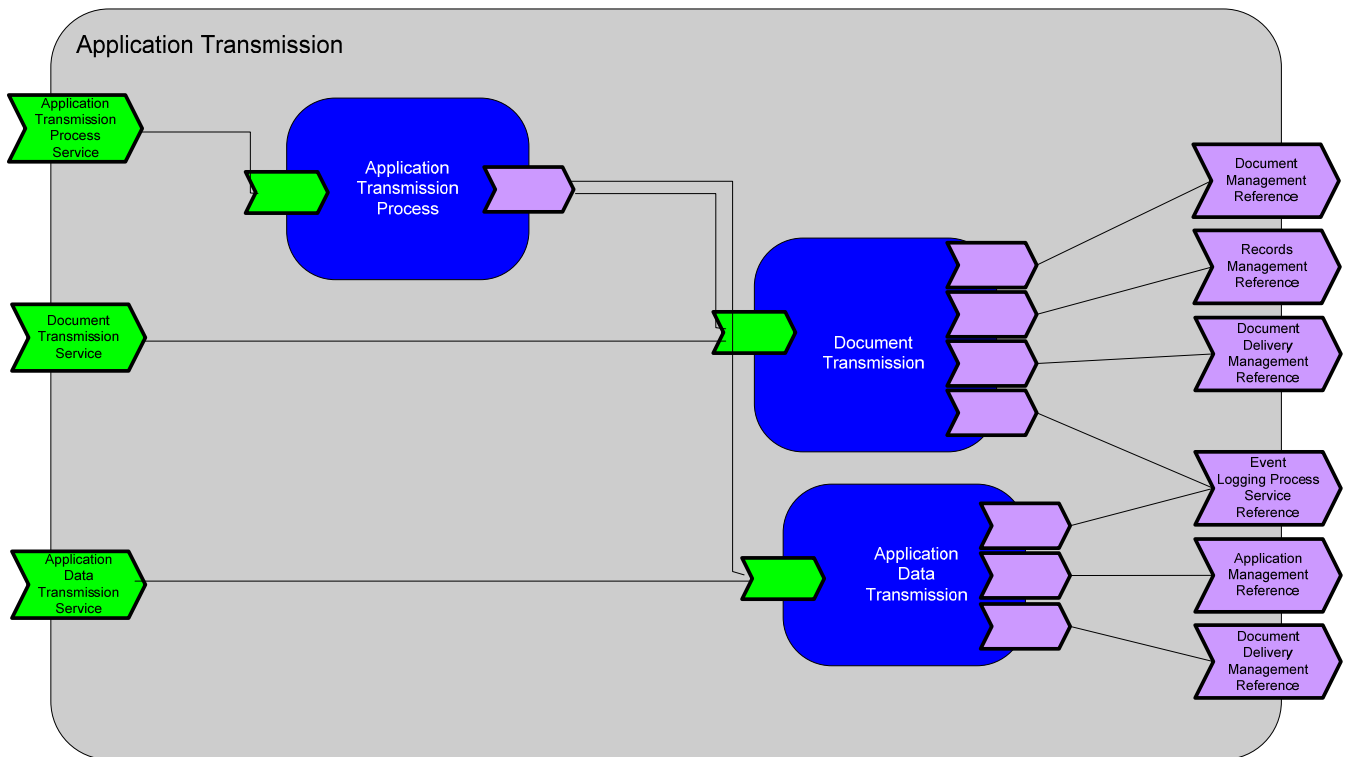 Application Transmission
Application
Transmission
Process
Service
Application
Transmission
Process
Document
Management
Reference
Records
Management
Reference
Document
Transmission
Service
Document
Transmission
Document
Delivery
Management
Reference
Event
Logging Process
Service
Reference
Application
Data
Transmission
Service
Application
Data
Transmission
Application
Management
Reference
Document
Delivery
Management
Reference